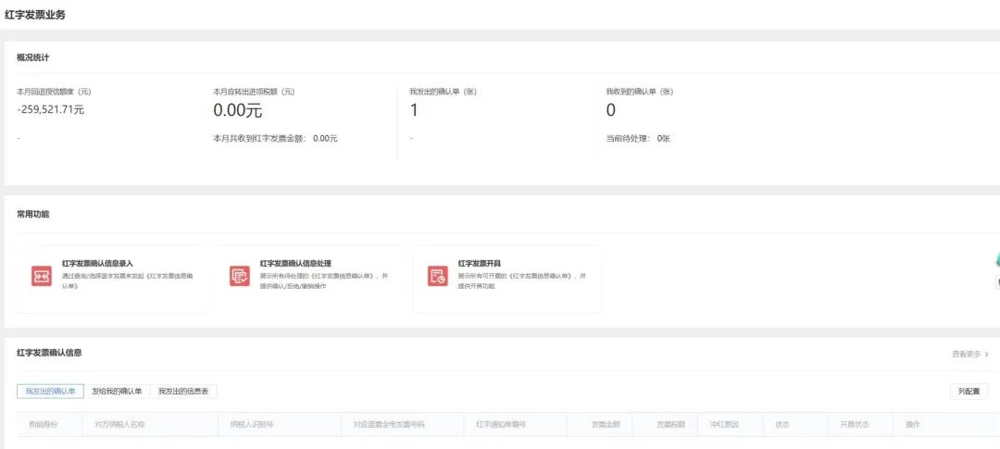 红字发票业务
概况统计
本月回退授信额度（元）
本月应转出进项税额（元）
我发出的确认单（张）
我收到的确认单（张）
-259,521.71元
0.00元
1
0
-
本月共收到红字发票金额： 0.00元
-
当前待处理： 0张
常用功能
红字发票确认信息录入
通过查询/选择蓝字发票来发起《红字发票信息确
认单》
红字发票确认信息处理
展示所有待处理的《红字发票信息确认单》，并
提供确认/拒绝/撤销操作
红字发票开具
展示所有可开票的《红字发票信息确认单》，并
提供开具功能
红字发票确认信息
查看更多 >
我发出的确认单
发给我的确认单
我发出的信息表
列配置
购销身份
对方纳税人名称
纳税人识别号
对应蓝票全电发票号码
红字通知单编号
发票金额
发票税额
冲红原因
状态
开具状态
操作